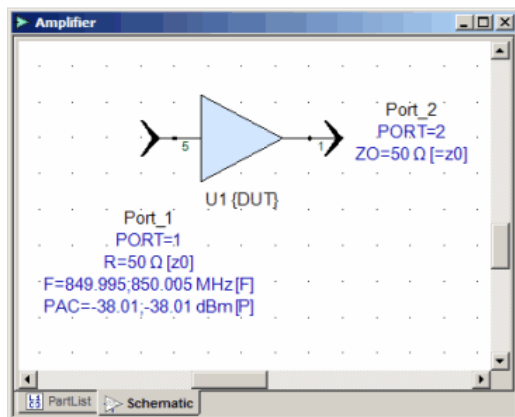 Amplifier
5
1
Port_2
PORT=2
ZO=50 Ω [=z0]
U1 {DUT}
Port_1
PORT=1
R=50 Ω [z0]
F=849.995;850.005 MHz [F]
PAC=-38.01;-38.01 dBm [P]
PartList
Schematic